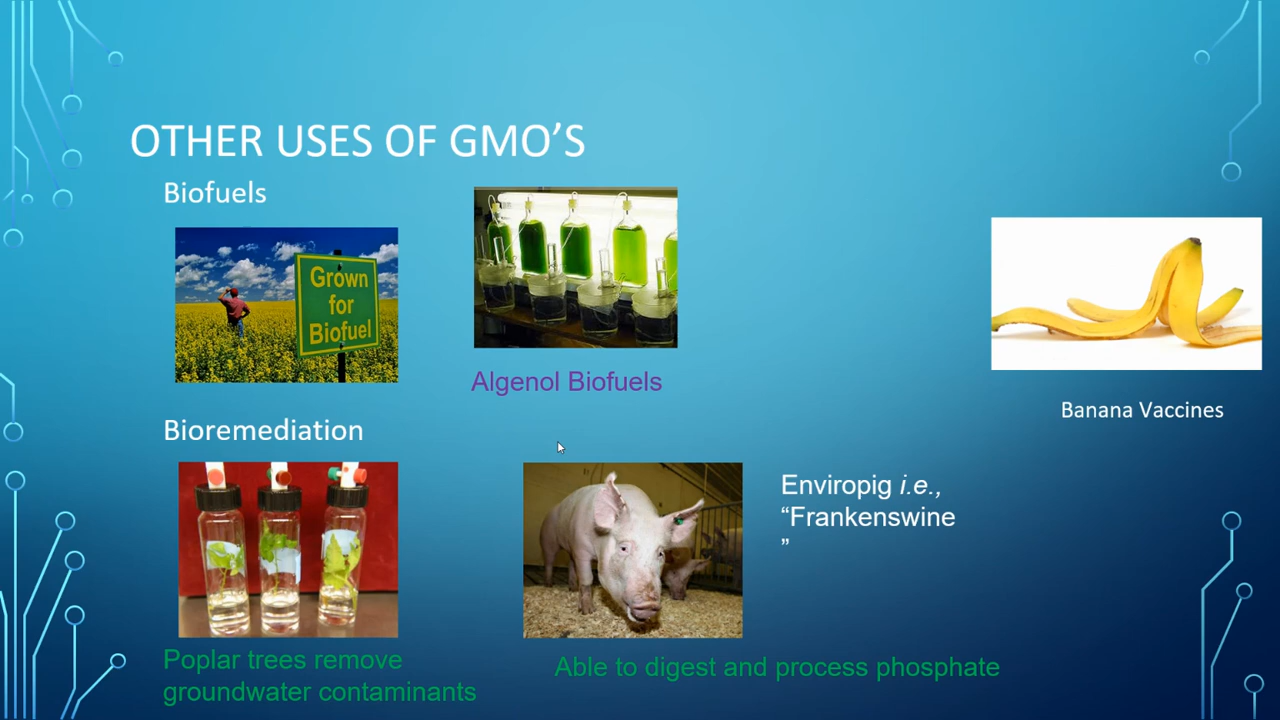 OTHER USES OF GMO’S
Biofuels
Grown
for
Biofuel
Algenol Biofuels
Banana Vaccines
Bioremediation
Enviropig i.e.,
“Frankenswine
”
Poplar trees remove
groundwater contaminants
Able to digest and process phosphate